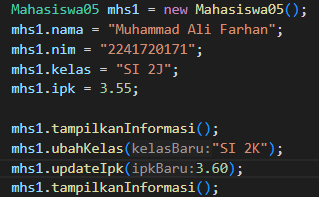 Mahasiswa05 mhs1 = new Mahasiswa05();
mhs1.nama = "Muhammad Ali Farhan";
mhs1.nim = "2241720171";
mhs1.kelas = "SI 2J";
mhs1.ipk = 3.55;
mhs1.tampilkanInformasi();
mhs1.ubahKelas(kelasBaru:"SI 2K");
mhs1.updateIpk(ipkBaru:3.60);
mhs1.tampilkanInformasi();